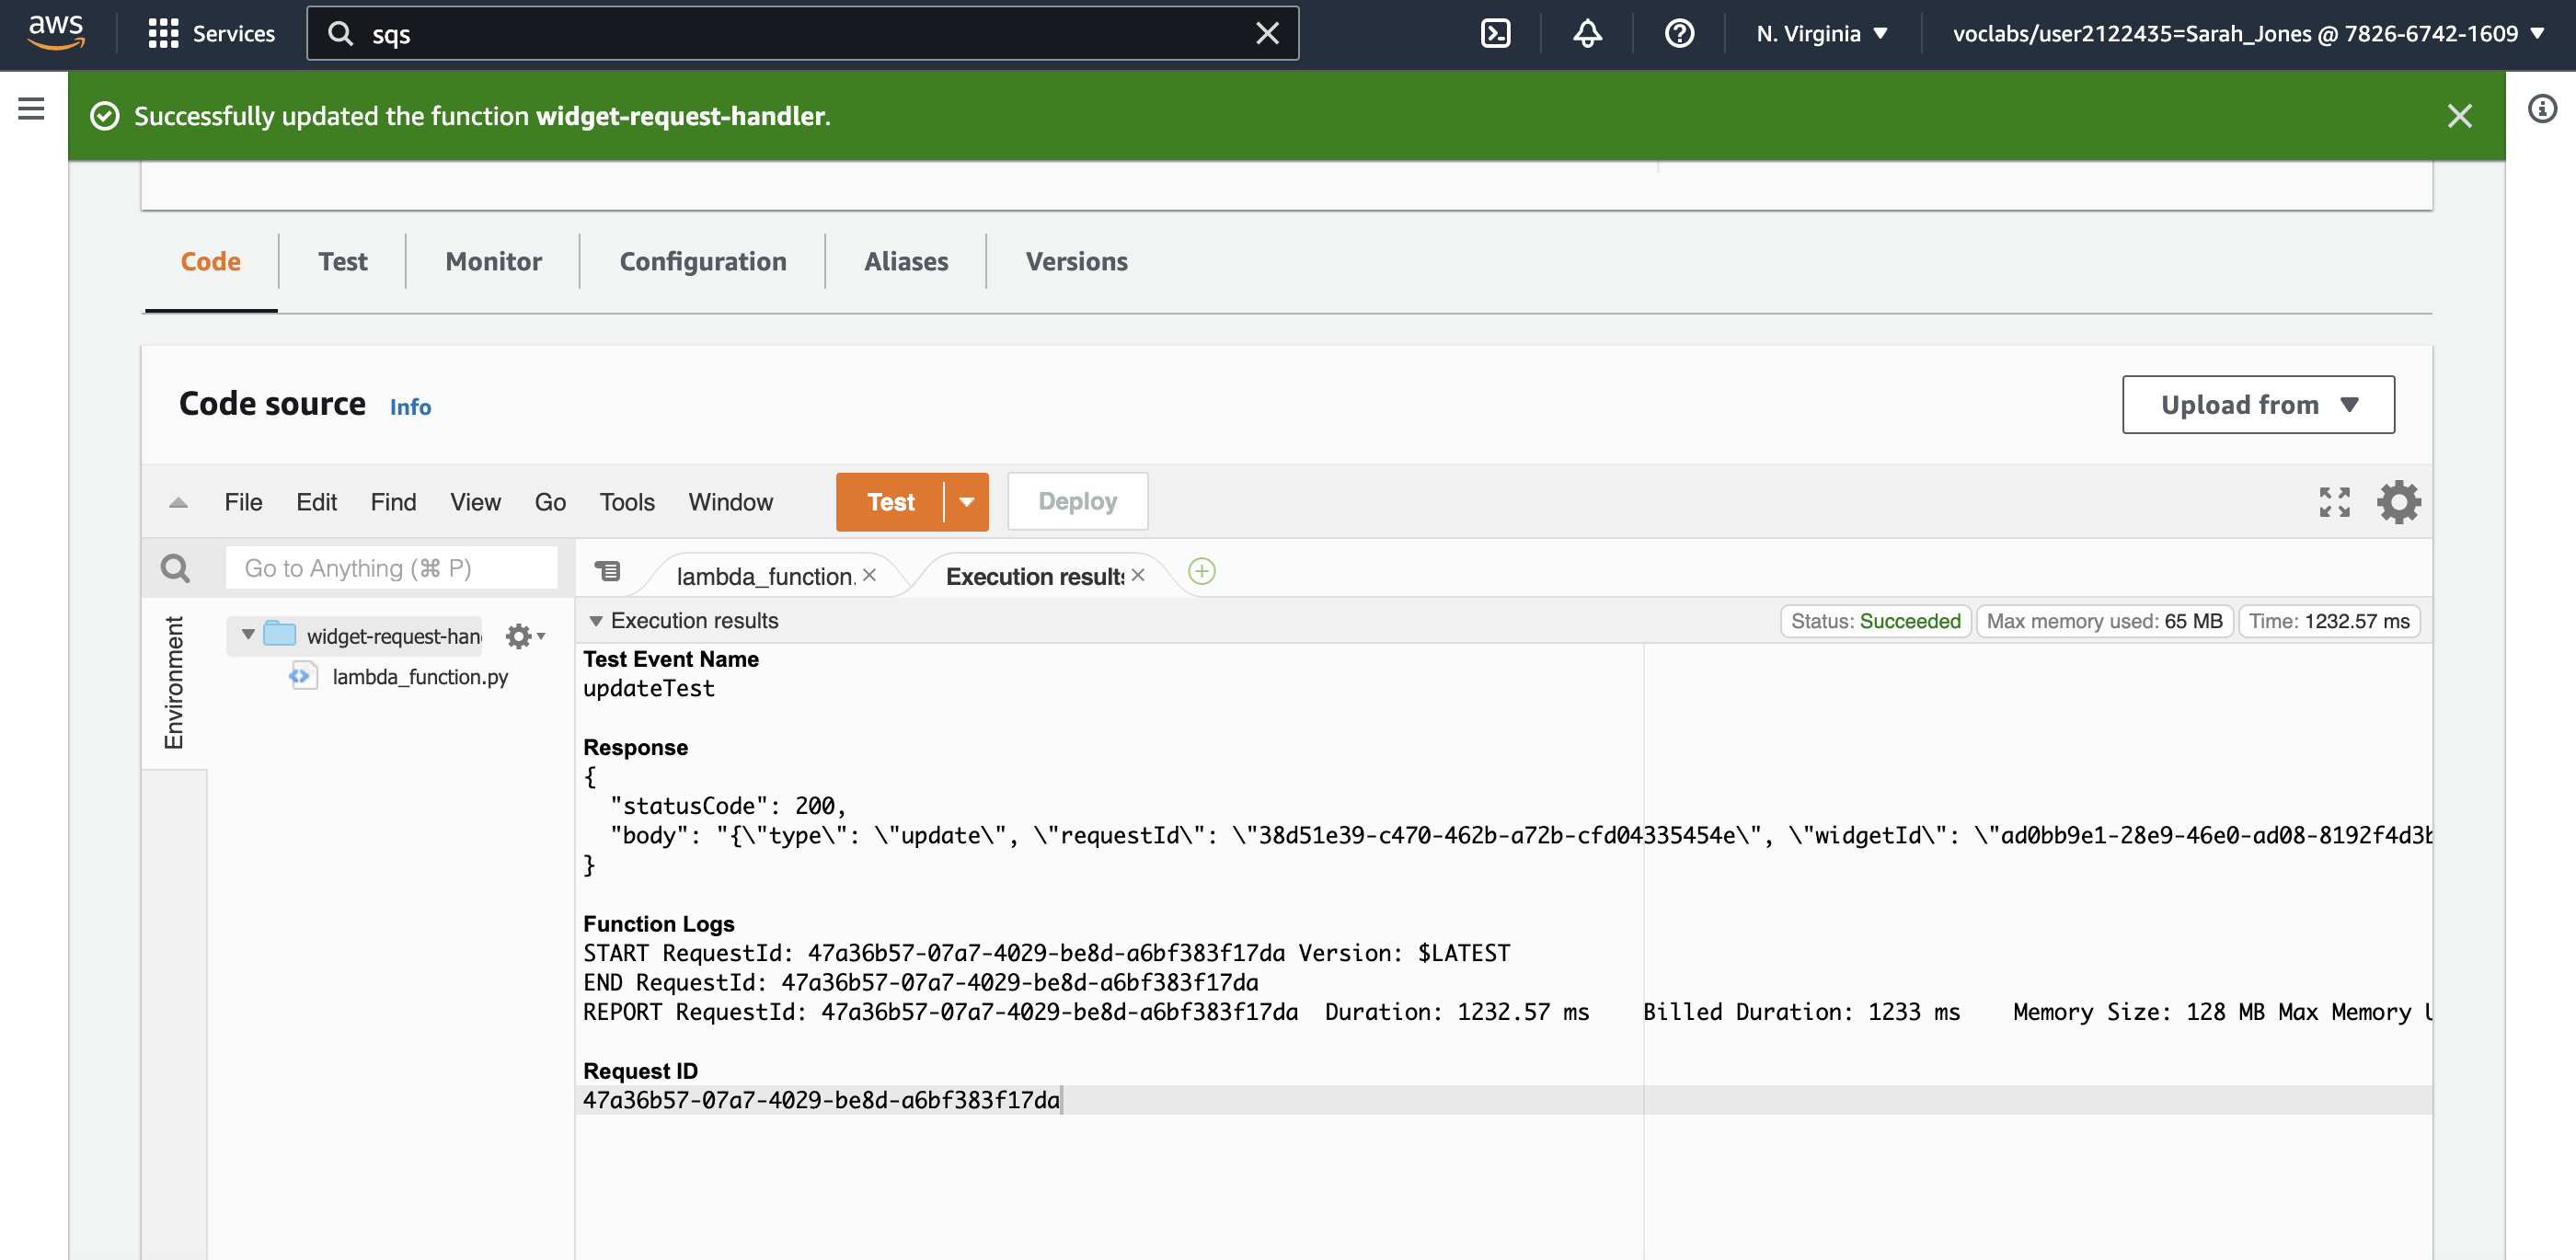 aws Services sqs N. Virginia voclabs/user2122435=Sarah_Jones @ 7826-6742-1609
Successfully updated the function widget-request-handler.
Code Test Monitor Configuration Aliases Versions
Code source Info Upload from
File Edit Find View Go Tools Window Test Deploy
Go to Anything (⌘ P) lambda_function. Execution results
Execution results Status: Succeeded Max memory used: 65 MB Time: 1232.57 ms
Environment
widget-request-han
lambda_function.py
Test Event Name
updateTest
Response
{
"statusCode": 200,
"body": "{\"type\": \"update\", \"requestId\": \"38d51e39-c470-462b-a72b-cfd04335454e\", \"widgetId\": \"ad0bb9e1-28e9-46e0-ad08-8192f4d3b
}
Function Logs
START RequestId: 47a36b57-07a7-4029-be8d-a6bf383f17da Version: $LATEST
END RequestId: 47a36b57-07a7-4029-be8d-a6bf383f17da
REPORT RequestId: 47a36b57-07a7-4029-be8d-a6bf383f17da Duration: 1232.57 ms Billed Duration: 1233 ms Memory Size: 128 MB Max Memory U
Request ID
47a36b57-07a7-4029-be8d-a6bf383f17da